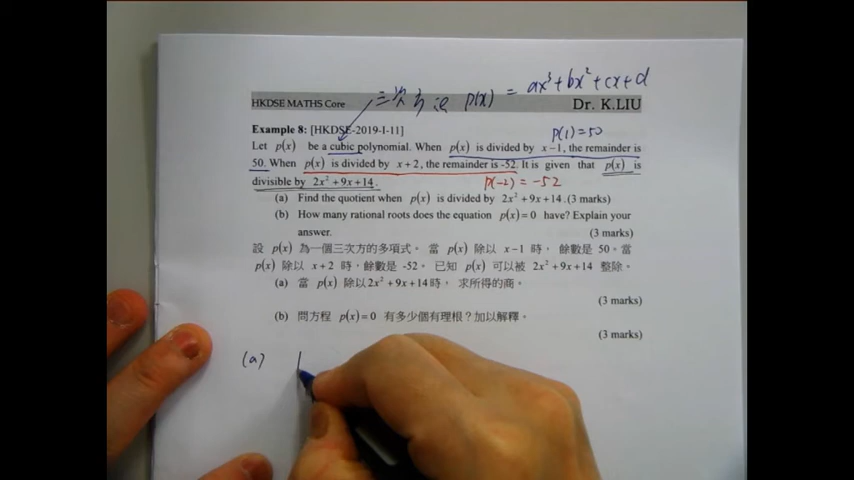 三次方 设 p(x) = ax³+bx²+cx+d
HKDSE MATHS Core Dr. K.LIU
Example 8: [HKDSE-2019-I-11] p(1)=50
Let p(x) be a cubic polynomial. When p(x) is divided by x−1, the remainder is
50. When p(x) is divided by x+2, the remainder is -52. It is given that p(x) is
divisible by 2x²+9x+14. p(-2) = -52
(a) Find the quotient when p(x) is divided by 2x²+9x+14. (3 marks)
(b) How many rational roots does the equation p(x)=0 have? Explain your
answer. (3 marks)
設 p(x) 為一個三次方的多項式。當 p(x) 除以 x−1 時，餘數是 50。當
p(x) 除以 x+2 時，餘數是 -52。已知 p(x) 可以被 2x²+9x+14 整除。
(a) 當 p(x) 除以 2x²+9x+14 時，求所得的商。
(3 marks)
(b) 問方程 p(x)=0 有多少個有理根？加以解釋。
(3 marks)
(a)